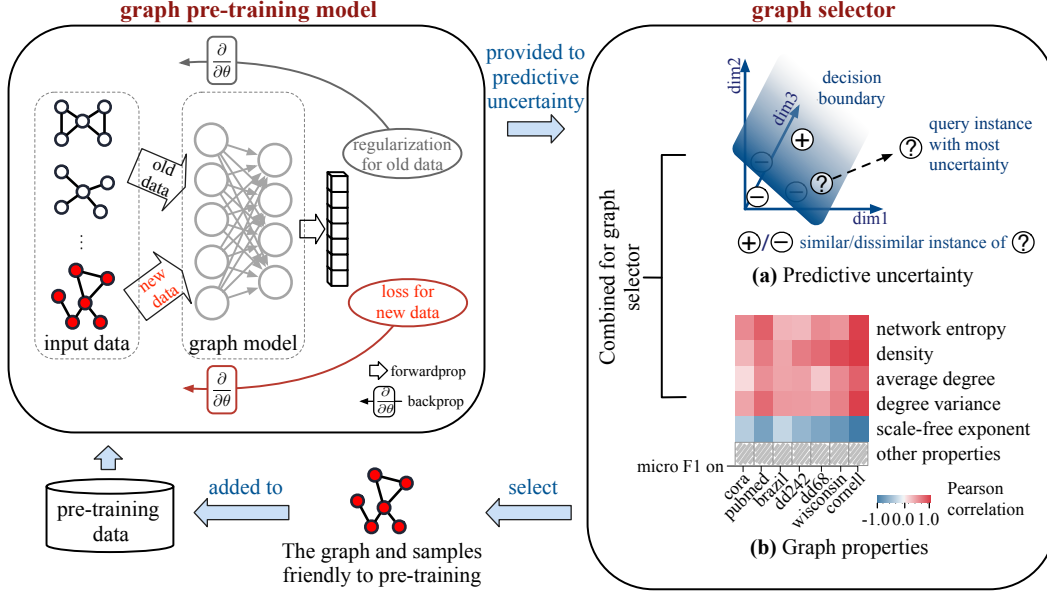 graph pre-training model
∂
∂θ
regularization
for old data
old
data
...
new
data
input data
graph model
loss for
new data
∂
∂θ
forwardprop
∂
∂θ
backprop
provided to
predictive
uncertainty
graph selector
Combined for graph
selector
dim2
dim3
dim1
decision
boundary
+
−
−
−
?
?
query instance
with most
uncertainty
+/− similar/dissimilar instance of ?
(a) Predictive uncertainty
network entropy
density
average degree
degree variance
scale-free exponent
other properties
micro F1 on
cora
pubmed
brazil
dd242
dd68
wisconsin
cornell
-1.0 0.0 1.0
Pearson
correlation
(b) Graph properties
select
The graph and samples
friendly to pre-training
added to
pre-training
data